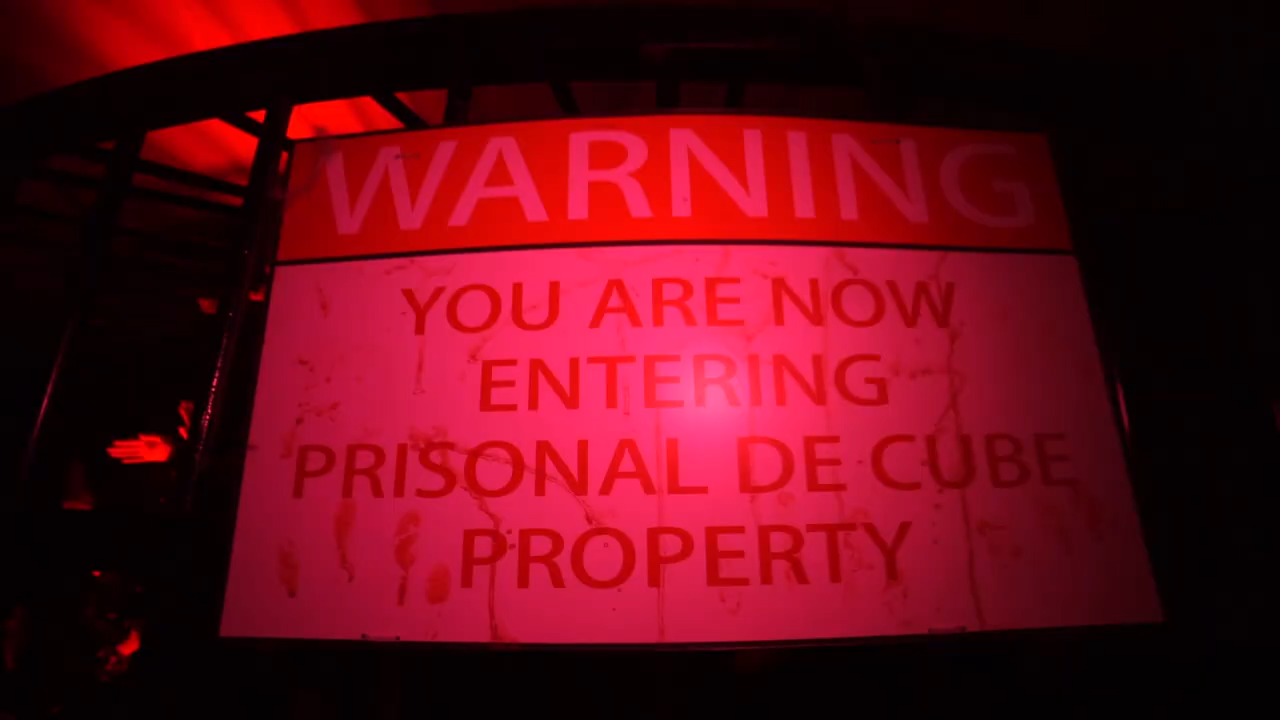 WARNING
YOU ARE NOW
ENTERING
PRISONAL DE CUBE
PROPERTY